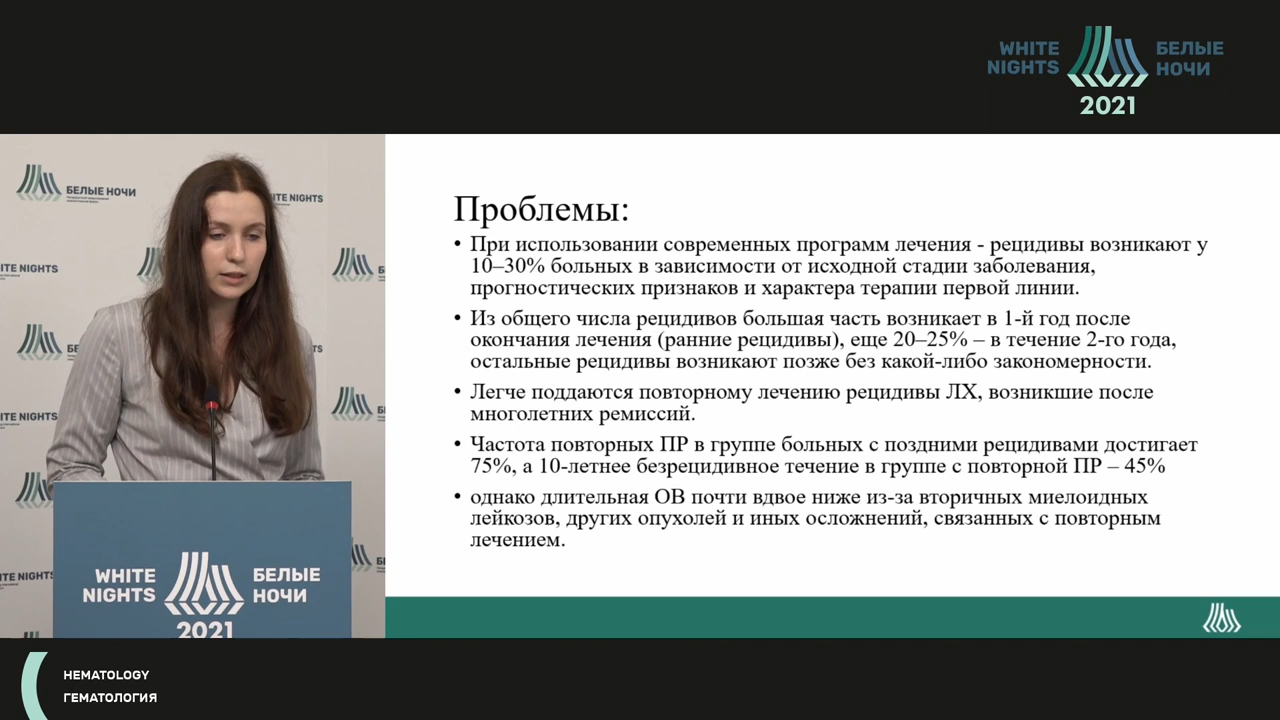 WHITE
NIGHTS
БЕЛЫЕ
НОЧИ
2021
БЕЛЫЕ НОЧИ
TE NIGHTS
TE NIGHTS
Проблемы:
• При использовании современных программ лечения - рецидивы возникают у
10–30% больных в зависимости от исходной стадии заболевания,
прогностических признаков и характера терапии первой линии.
• Из общего числа рецидивов большая часть возникает в 1-й год после
окончания лечения (ранние рецидивы), еще 20–25% – в течение 2-го года,
остальные рецидивы возникают позже без какой-либо закономерности.
• Легче поддаются повторному лечению рецидивы ЛХ, возникшие после
многолетних ремиссий.
• Частота повторных ПР в группе больных с поздними рецидивами достигает
75%, а 10-летнее безрецидивное течение в группе с повторной ПР – 45%
• однако длительная ОВ почти вдвое ниже из-за вторичных миелоидных
лейкозов, других опухолей и иных осложнений, связанных с повторным
лечением.
WHITE
NIGHTS
БЕЛЫЕ
НОЧИ
2021
HEMATOLOGY
ГЕМАТОЛОГИЯ